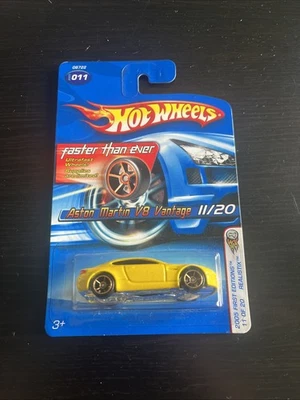 G6722
011
HOT WHEELS
faster than ever
Aston Martin V8 Vantage 11/20
2005 FIRST EDITIONS
REALISTIX
11 OF 20
3+